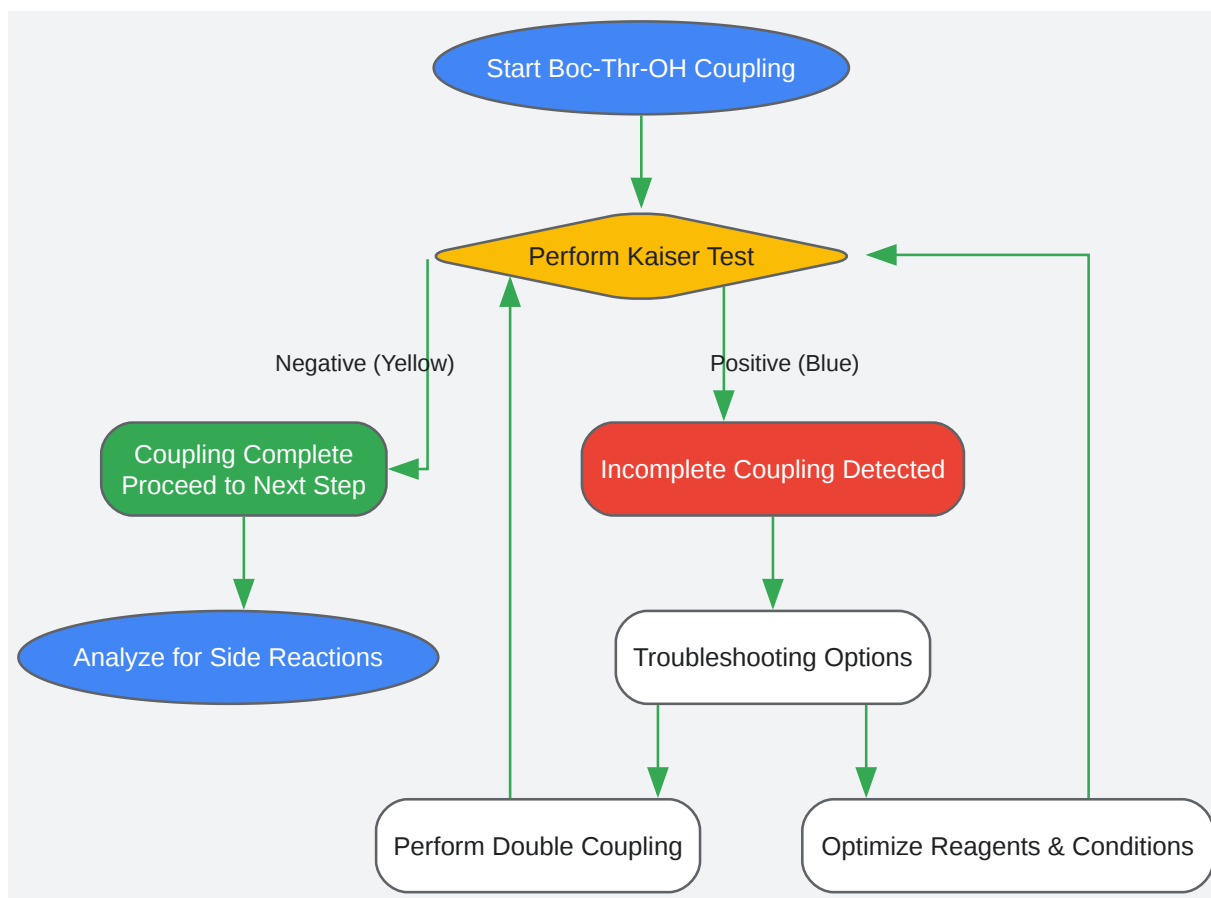 Start Boc-Thr-OH Coupling
Perform Kaiser Test
Negative (Yellow)
Positive (Blue)
Coupling Complete
Proceed to Next Step
Incomplete Coupling Detected
Analyze for Side Reactions
Troubleshooting Options
Perform Double Coupling
Optimize Reagents & Conditions